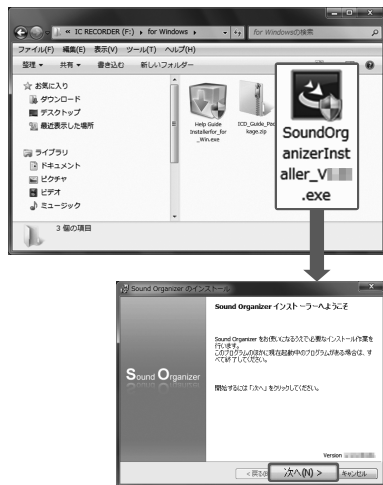 « IC RECORDER (F:) ▸ for Windows ▸
for Windowsの検索
ファイル(F) 編集(E) 表示(V) ツール(T) ヘルプ(H)
整理 ▼ 共有 ▼ 書き込む 新しいフォルダー
お気に入り
ダウンロード
デスクトップ
最近表示した場所
ライブラリ
ドキュメント
ピクチャ
ビデオ
ミュージック
Help Guide
Installerfor_for
_Win.exe
ICD_Guide_Pac
kage.zip
SoundOrg
anizerInst
aller_V
.exe
3 個の項目
Sound Organizer のインストール
Sound Organizer インストーラーへようこそ
Sound Organizer をお使いになるうえで必要なインストール作業を
行います。
このプログラムのほかに現在起動中のプログラムがある場合は、す
べて終了してください。
開始するには「次へ」をクリックしてください。
Sound Organizer
Version
< 戻る(B)
次へ(N) >
キャンセル